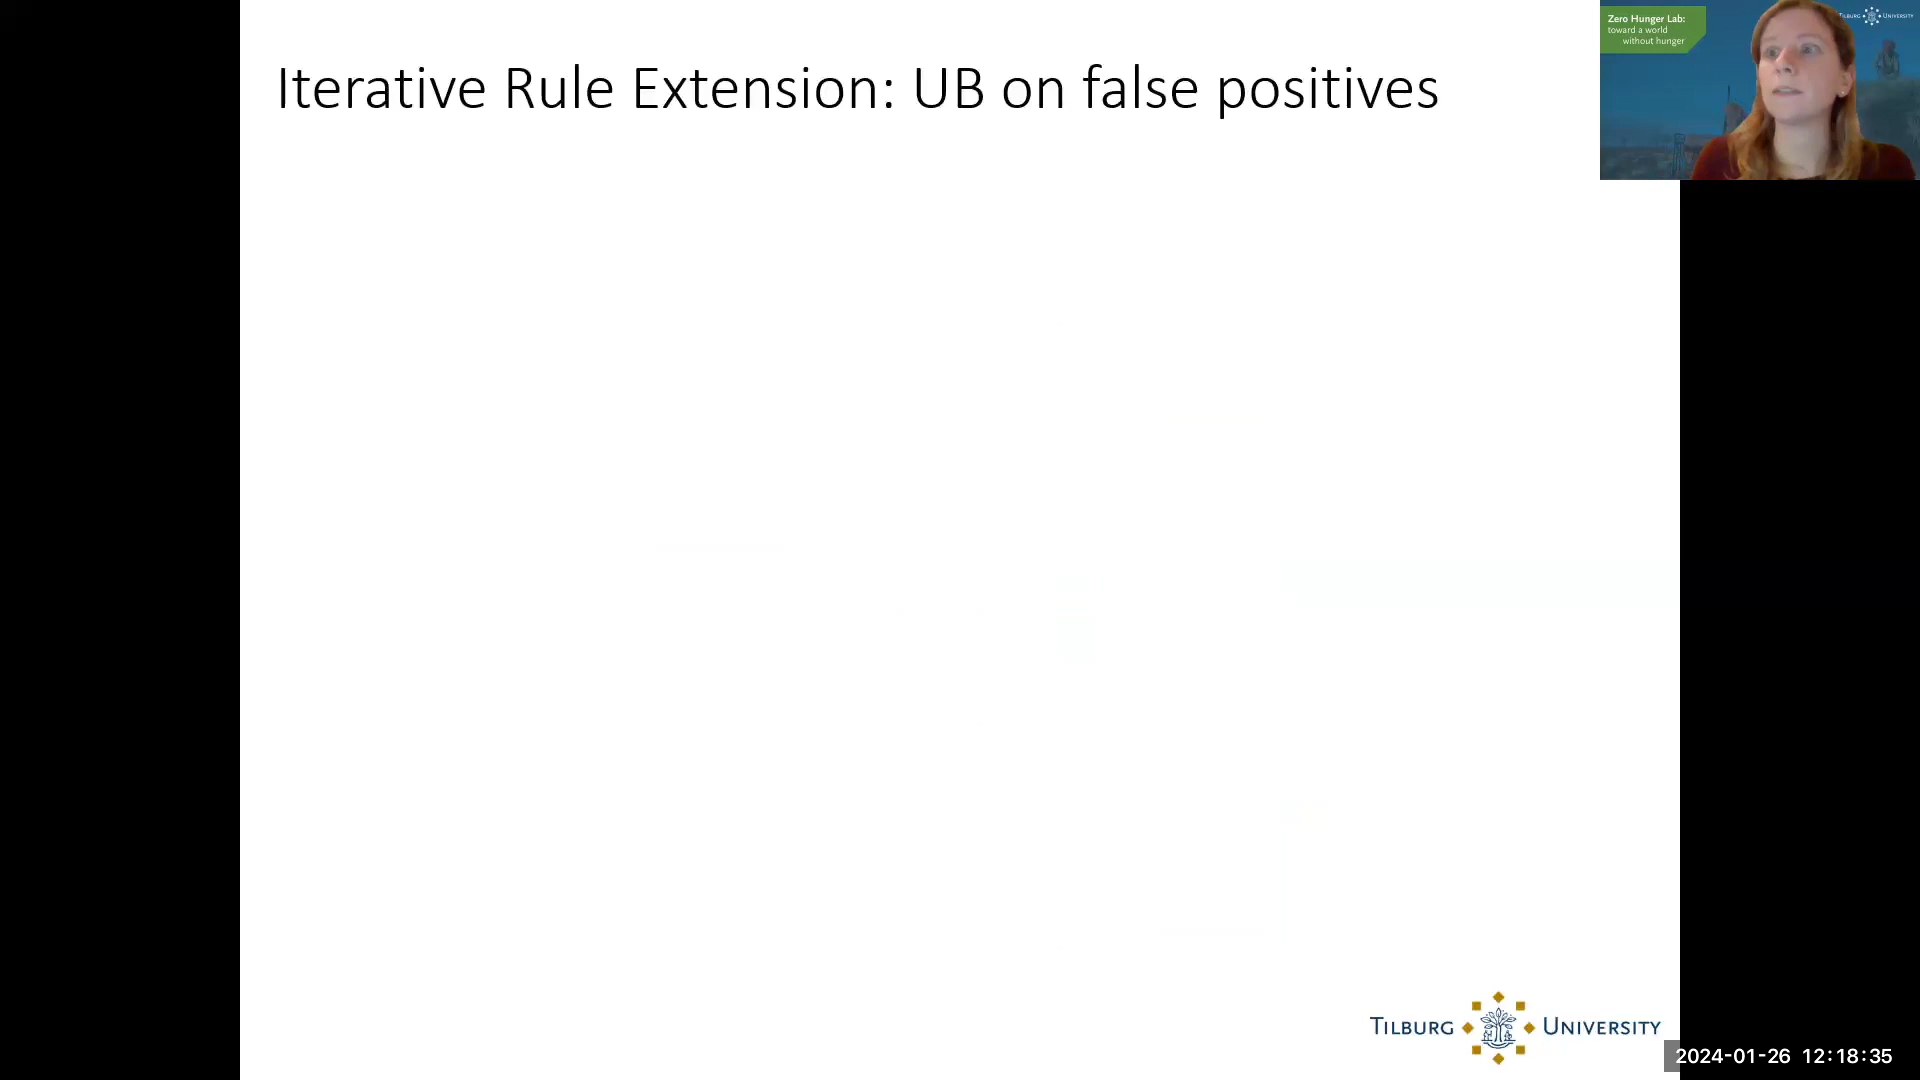 Iterative Rule Extension: UB on false positives
Zero Hunger Lab:
toward a world
without hunger
TILBURG UNIVERSITY
TILBURG UNIVERSITY
2024-01-26 12:18:35